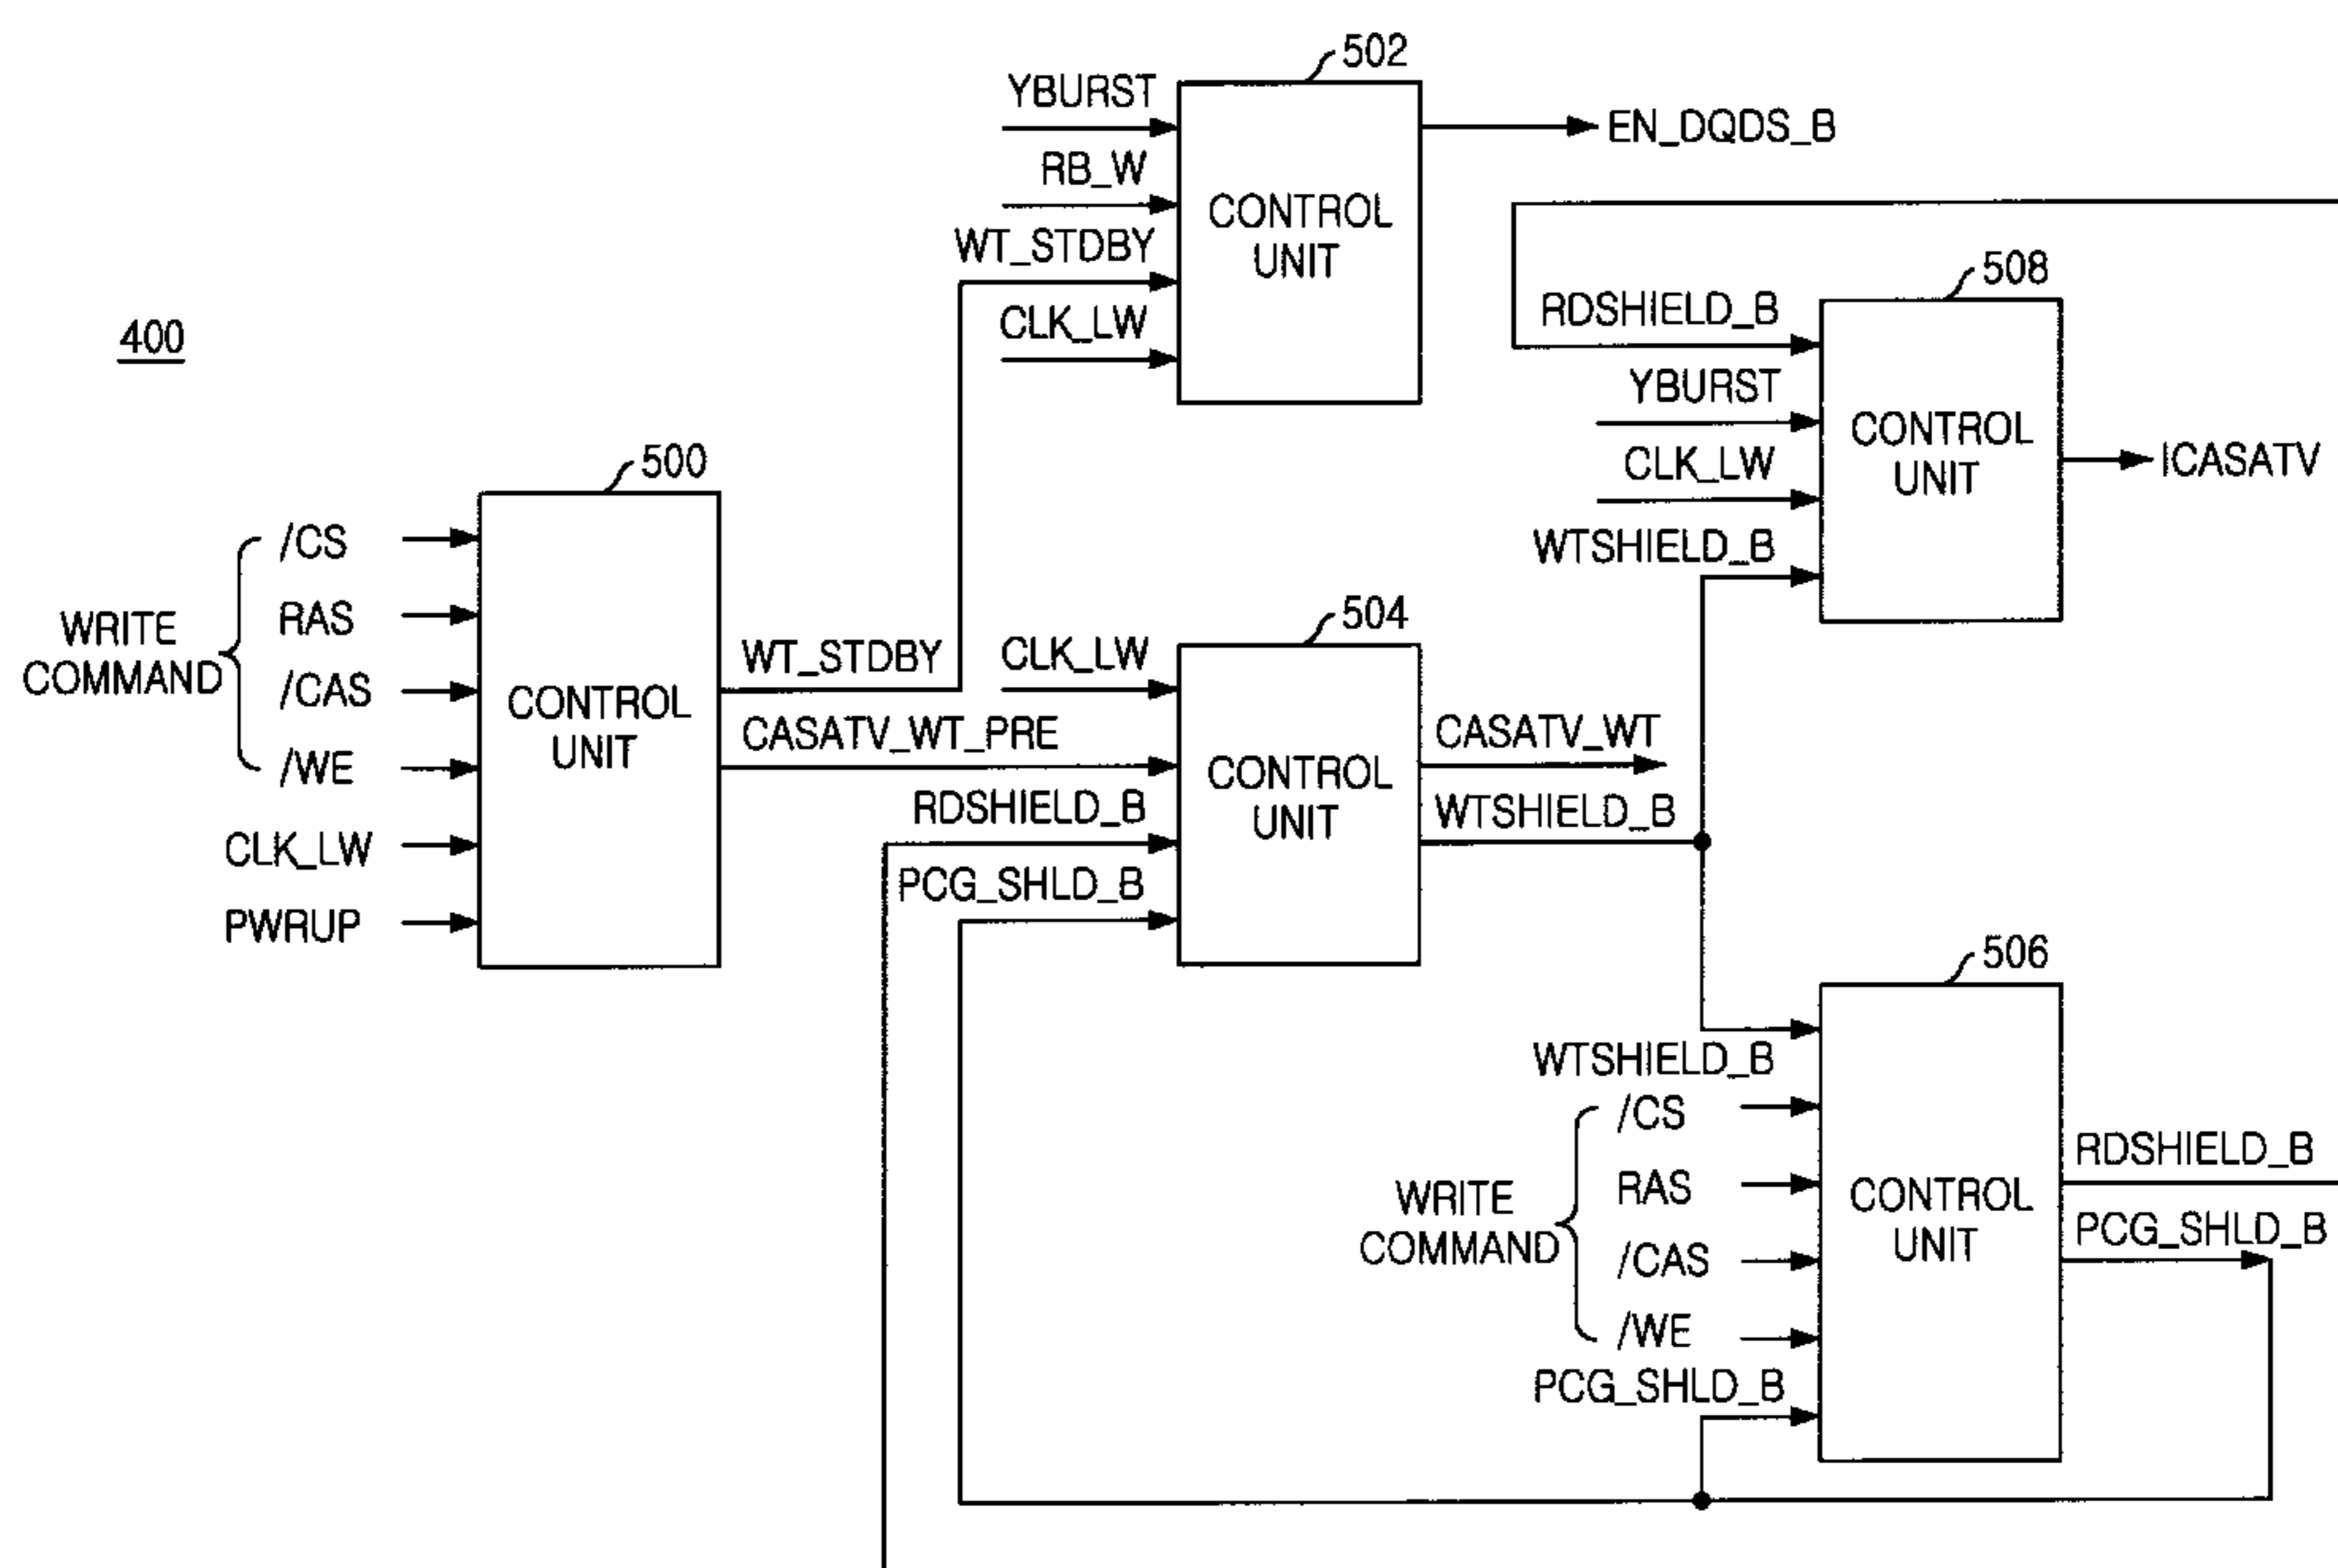 400
WRITE
COMMAND
/CS
RAS
/CAS
/WE
CLK_LW
PWRUP
500
CONTROL
UNIT
WT_STDBY
CASATV_WT_PRE
YBURST
RB_W
WT_STDBY
CLK_LW
502
CONTROL
UNIT
EN_DQDS_B
CLK_LW
RDSHIELD_B
PCG_SHLD_B
504
CONTROL
UNIT
CASATV_WT
WTSHIELD_B
RDSHIELD_B
YBURST
CLK_LW
WTSHIELD_B
508
CONTROL
UNIT
ICASATV
WTSHIELD_B
WRITE
COMMAND
/CS
RAS
/CAS
/WE
PCG_SHLD_B
506
CONTROL
UNIT
RDSHIELD_B
PCG_SHLD_B